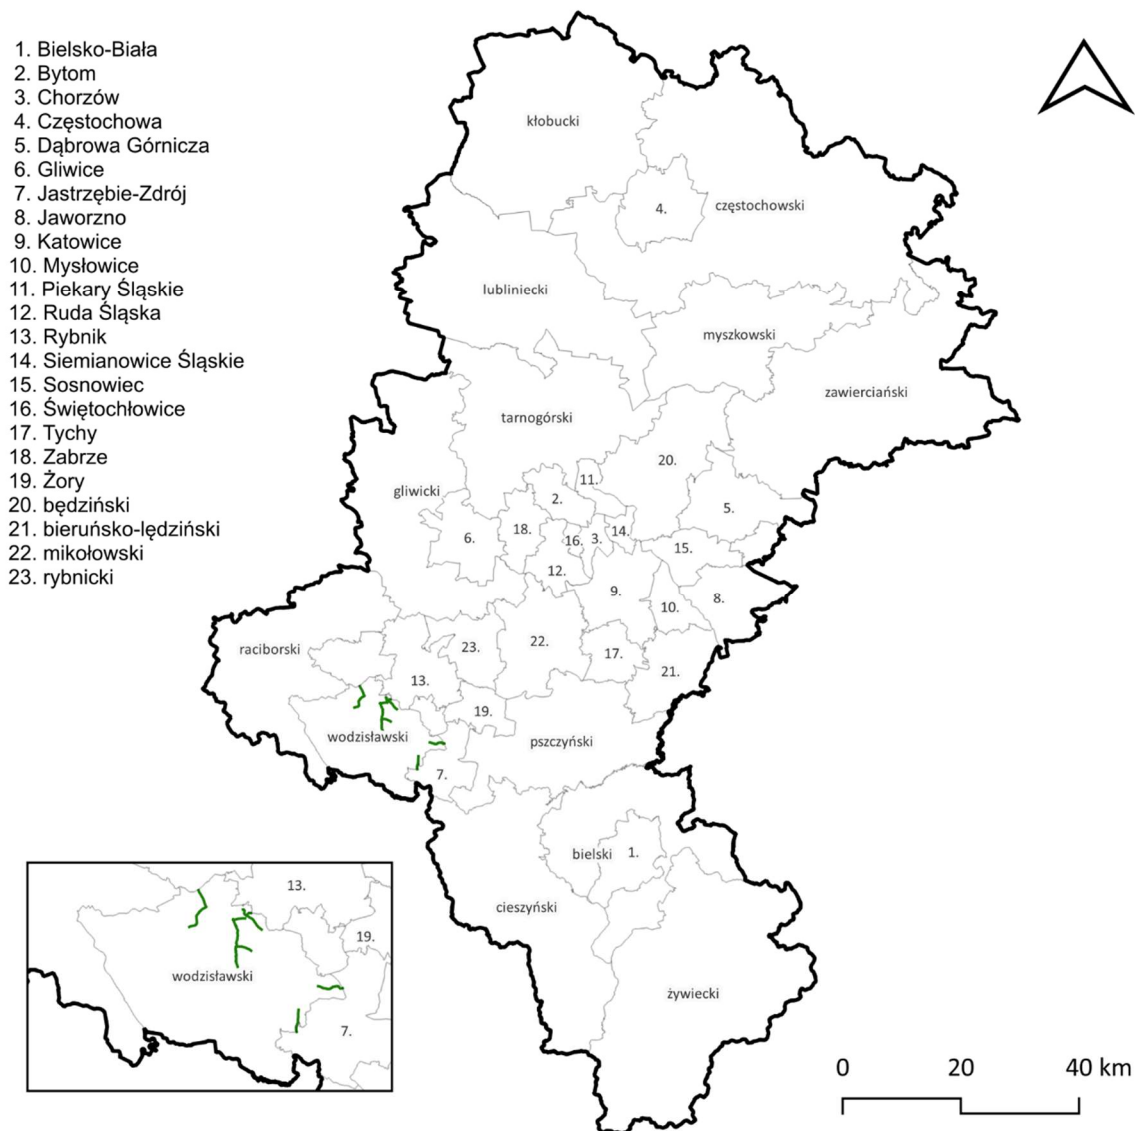 1. Bielsko-Biała
2. Bytom
3. Chorzów
4. Częstochowa
5. Dąbrowa Górnicza
6. Gliwice
7. Jastrzębie-Zdrój
8. Jaworzno
9. Katowice
10. Mysłowice
11. Piekary Śląskie
12. Ruda Śląska
13. Rybnik
14. Siemianowice Śląskie
15. Sosnowiec
16. Świętochłowice
17. Tychy
18. Zabrze
19. Żory
20. będziński
21. bieruńsko-lędziński
22. mikołowski
23. rybnicki
kłobucki
4.
częstochowski
lubliniecki
myszkowski
zawierciański
tarnogórski
20.
11.
gliwicki
2.
5.
6.
18.
16.
3.
14.
15.
12.
9.
10.
8.
raciborski
23.
22.
17.
21.
13.
19.
wodzisławski
pszczyński
7.
bielski
1.
cieszyński
żywiecki
13.
19.
wodzisławski
7.
0 20 40 km